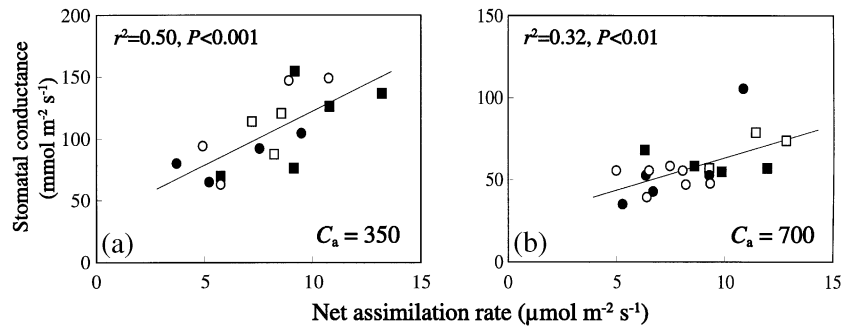 Stomatal conductance
(mmol m⁻² s⁻¹)
200
150
100
50
0
r²=0.50, P<0.001
(a)
Cₐ = 350
0 5 10 15
150
100
50
0
r²=0.32, P<0.01
(b)
Cₐ = 700
0 5 10 15
Net assimilation rate (μmol m⁻² s⁻¹)